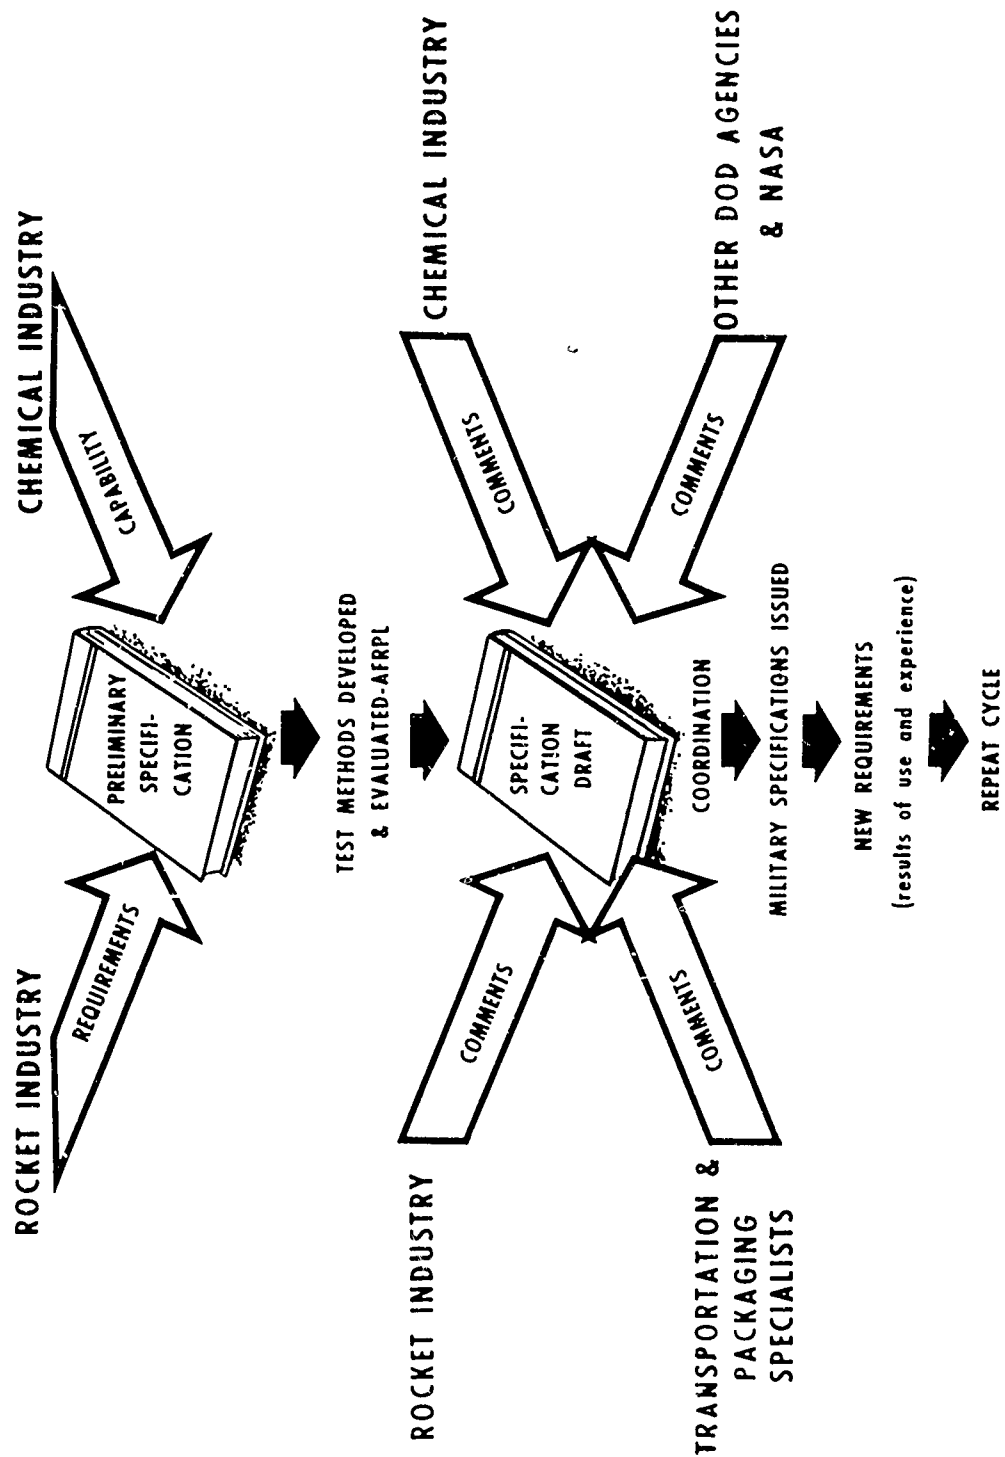 ROCKET INDUSTRY
CHEMICAL INDUSTRY
REQUIREMENTS
CAPABILITY
PRELIMINARY
SPECIFI-
CATION
TEST METHODS DEVELOPED
& EVALUATED-AFRPL
ROCKET INDUSTRY
CHEMICAL INDUSTRY
COMMENTS
COMMENTS
SPECIFI-
CATION
DRAFT
TRANSPORTATION &
PACKAGING
SPECIALISTS
OTHER DOD AGENCIES
& NASA
COMMENTS
COMMENTS
COORDINATION
MILITARY SPECIFICATIONS ISSUED
NEW REQUIREMENTS
(results of use and experience)
REPEAT CYCLE